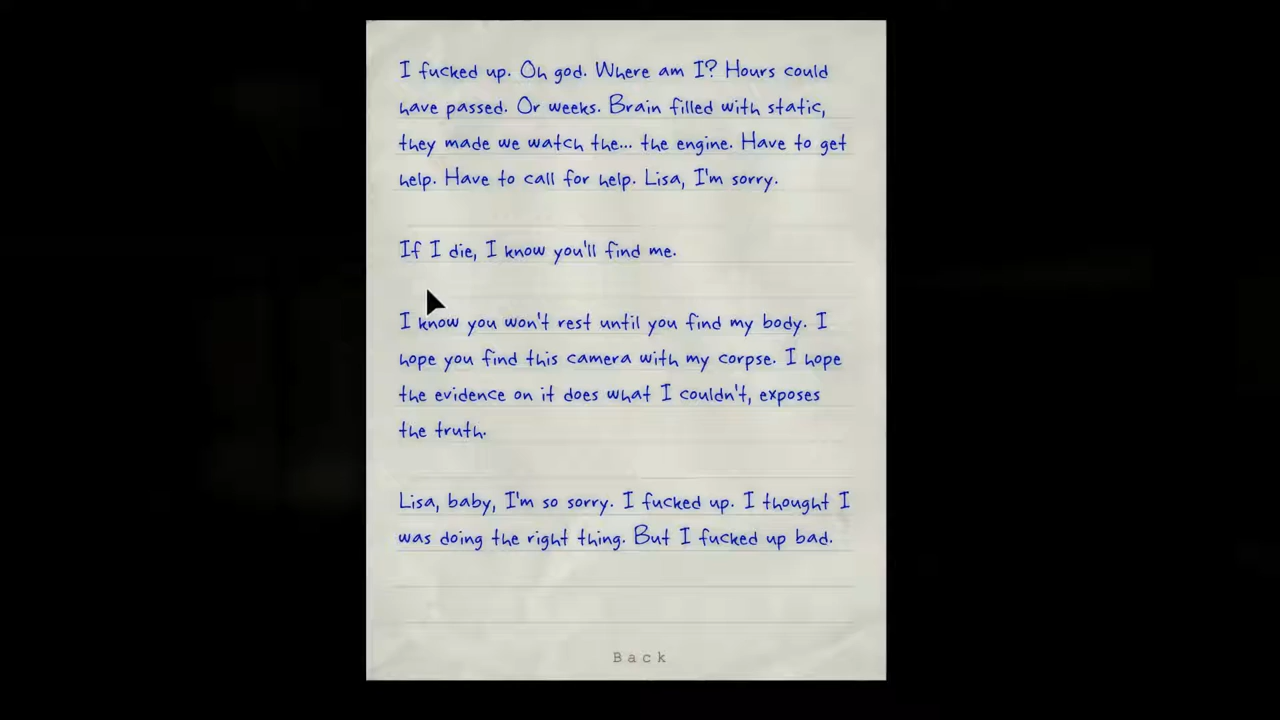 I fucked up. Oh god. Where am I? Hours could
have passed. Or weeks. Brain filled with static,
they made we watch the... the engine. Have to get
help. Have to call for help. Lisa, I'm sorry.
If I die, I know you'll find me.
I know you won't rest until you find my body. I
hope you find this camera with my corpse. I hope
the evidence on it does what I couldn't, exposes
the truth.
Lisa, baby, I'm so sorry. I fucked up. I thought I
was doing the right thing. But I fucked up bad.
Back